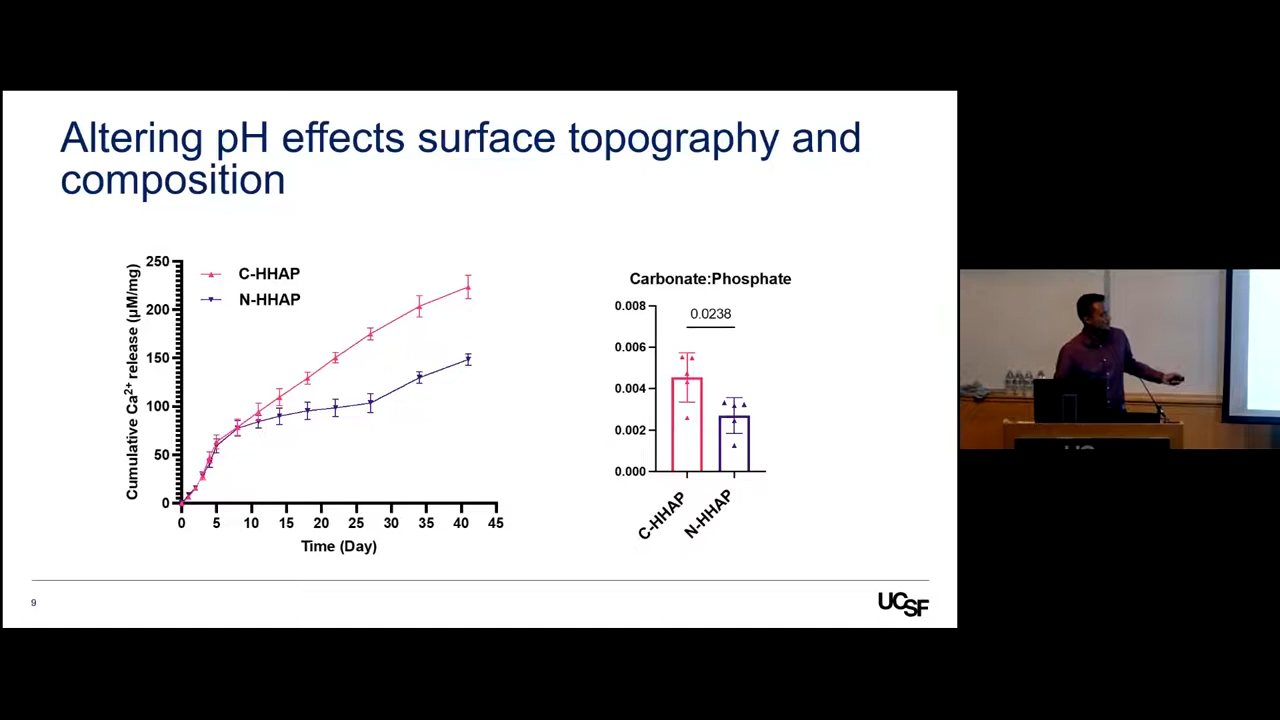 Altering pH effects surface topography and
composition
Cumulative Ca2+ release (μM/mg)
250
200
150
100
50
0
C-HHAP
N-HHAP
0 5 10 15 20 25 30 35 40 45
Time (Day)
Carbonate:Phosphate
0.008
0.006
0.004
0.002
0.000
0.0238
C-HHAP
N-HHAP
9
UCSF
UC